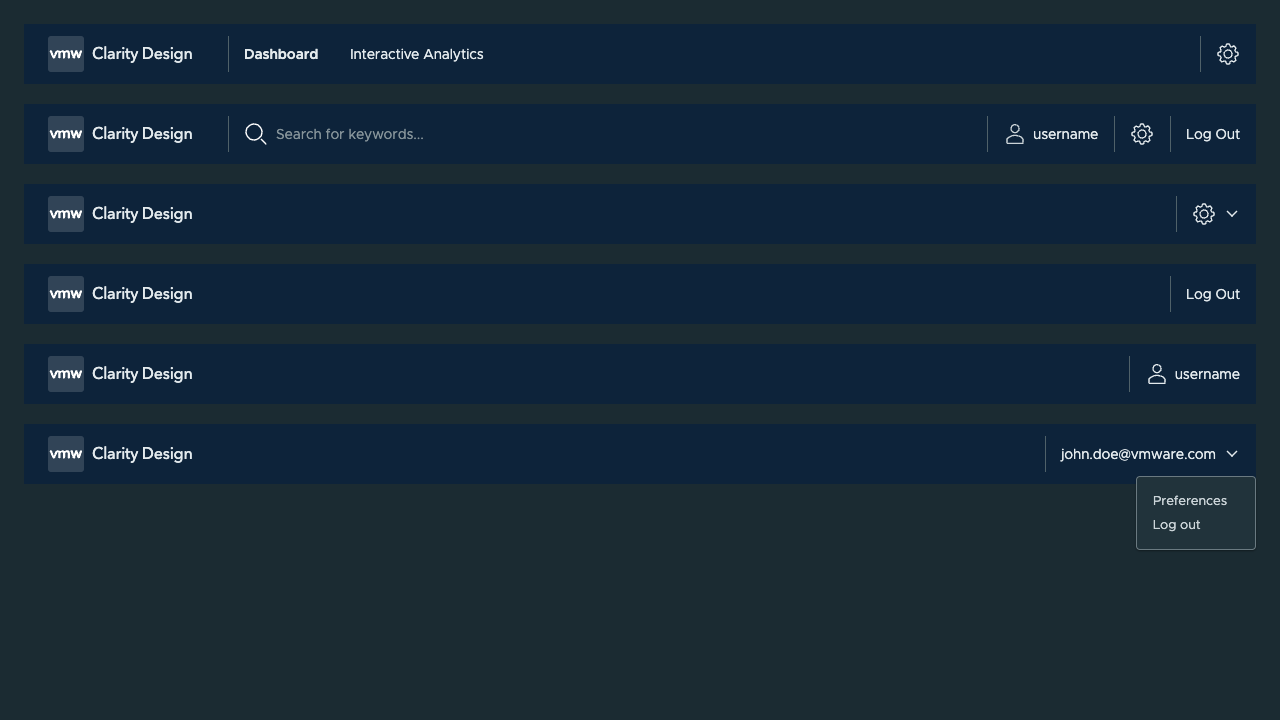 vmw Clarity Design Dashboard Interactive Analytics
vmw Clarity Design Search for keywords... username Log Out
vmw Clarity Design
vmw Clarity Design Log Out
vmw Clarity Design username
vmw Clarity Design john.doe@vmware.com
Preferences
Log out